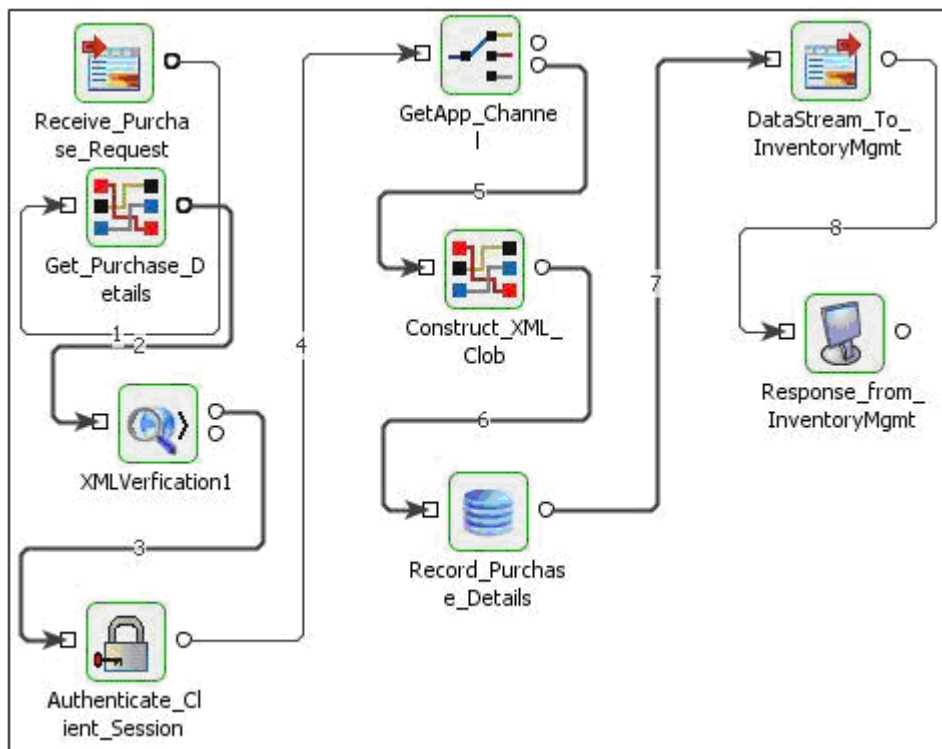 Receive_Purcha
se_Request
Get_Purchase_D
etails
1
2
XMLVerfication1
3
Authenticate_Cl
ient_Session
4
GetApp_Channe
l
5
Construct_XML_
Clob
6
Record_Purchas
e_Details
7
DataStream_To_
InventoryMgmt
8
Response_from_
InventoryMgmt